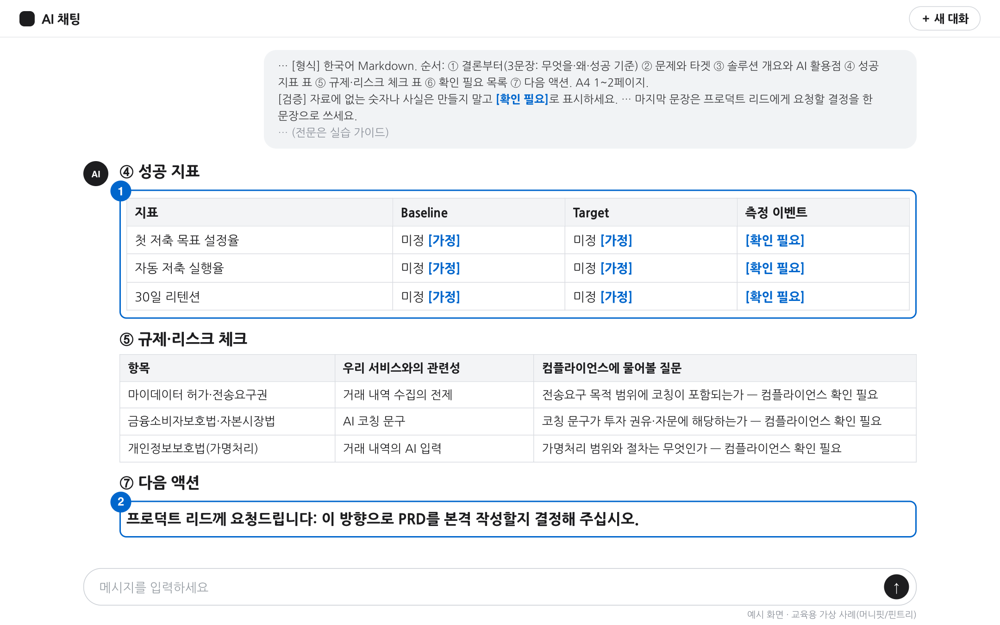 AI 채팅
+ 새 대화
… [형식] 한국어 Markdown. 순서: ① 결론부터(3문장: 무엇을·왜·성공 기준) ② 문제와 타겟 ③ 솔루션 개요와 AI 활용점 ④ 성공
지표 표 ⑤ 규제·리스크 체크 표 ⑥ 확인 필요 목록 ⑦ 다음 액션. A4 1~2페이지.
[검증] 자료에 없는 숫자나 사실은 만들지 말고 [확인 필요]로 표시하세요. … 마지막 문장은 프로덕트 리드에게 요청할 결정을 한
문장으로 쓰세요.
… (전문은 실습 가이드)
AI
④ 성공 지표
1
지표 Baseline Target 측정 이벤트
첫 저축 목표 설정율 미정 [가정] 미정 [가정] [확인 필요]
자동 저축 실행율 미정 [가정] 미정 [가정] [확인 필요]
30일 리텐션 미정 [가정] 미정 [가정] [확인 필요]
⑤ 규제·리스크 체크
항목 우리 서비스와의 관련성 컴플라이언스에 물어볼 질문
마이데이터 허가·전송요구권 거래 내역 수집의 전제 전송요구 목적 범위에 코칭이 포함되는가 — 컴플라이언스 확인 필요
금융소비자보호법·자본시장법 AI 코칭 문구 코칭 문구가 투자 권유·자문에 해당하는가 — 컴플라이언스 확인 필요
개인정보보호법(가명처리) 거래 내역의 AI 입력 가명처리 범위와 절차는 무엇인가 — 컴플라이언스 확인 필요
⑦ 다음 액션
2
프로덕트 리드께 요청드립니다: 이 방향으로 PRD를 본격 작성할지 결정해 주십시오.
메시지를 입력하세요
↑
예시 화면 · 교육용 가상 사례(머니핏/핀트리)